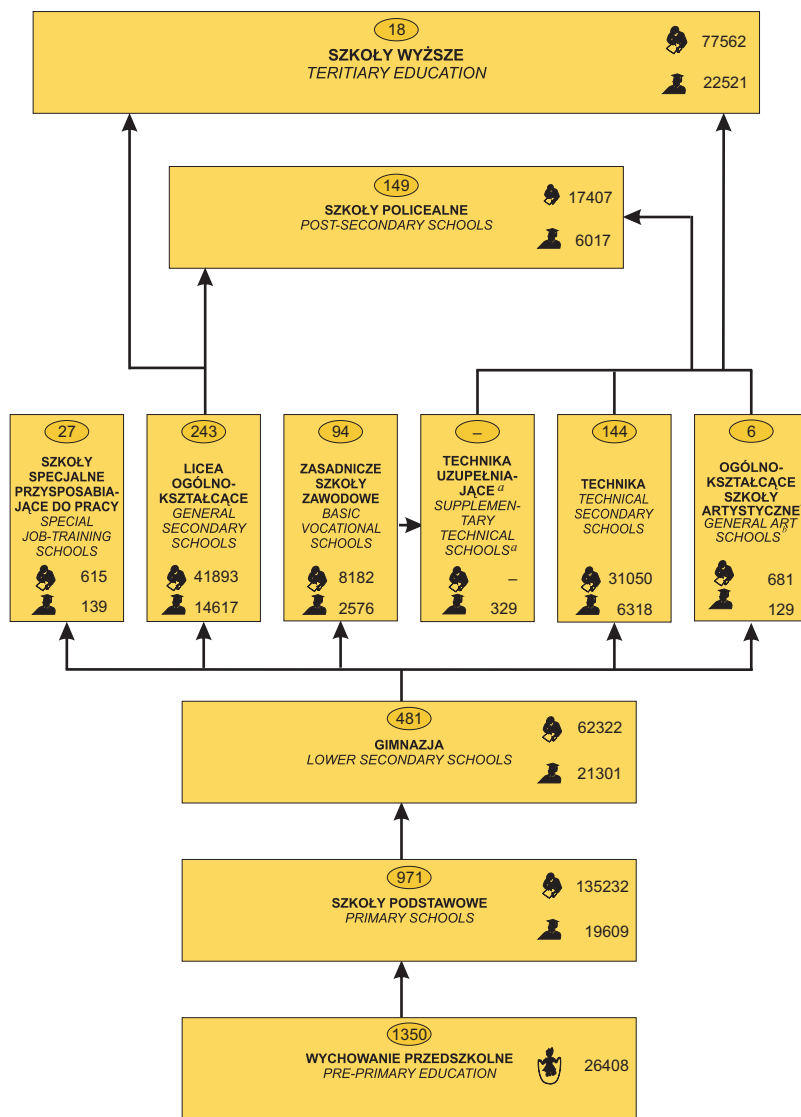 18
SZKOŁY WYŻSZE
TERITIARY EDUCATION
77562
22521
149
SZKOŁY POLICEALNE
POST-SECONDARY SCHOOLS
17407
6017
27
SZKOŁY
SPECJALNE
PRZYSPOSABIA-
JĄCE DO PRACY
SPECIAL
JOB-TRAINING
SCHOOLS
615
139
243
LICEA
OGÓLNO-
KSZTAŁCĄCE
GENERAL
SECONDARY
SCHOOLS
41893
14617
94
ZASADNICZE
SZKOŁY
ZAWODOWE
BASIC
VOCATIONAL
SCHOOLS
8182
2576
–
TECHNIKA
UZUPEŁNIA-
JĄCE a
SUPPLEMEN-
TARY
TECHNICAL
SCHOOLSa
–
329
144
TECHNIKA
TECHNICAL
SECONDARY
SCHOOLS
31050
6318
6
OGÓLNO-
KSZTAŁCĄCE
SZKOŁY
ARTYSTYCZNE
GENERAL ART
SCHOOLS
681
129
481
GIMNAZJA
LOWER SECONDARY SCHOOLS
62322
21301
971
SZKOŁY PODSTAWOWE
PRIMARY SCHOOLS
135232
19609
1350
WYCHOWANIE PRZEDSZKOLNE
PRE-PRIMARY EDUCATION
26408